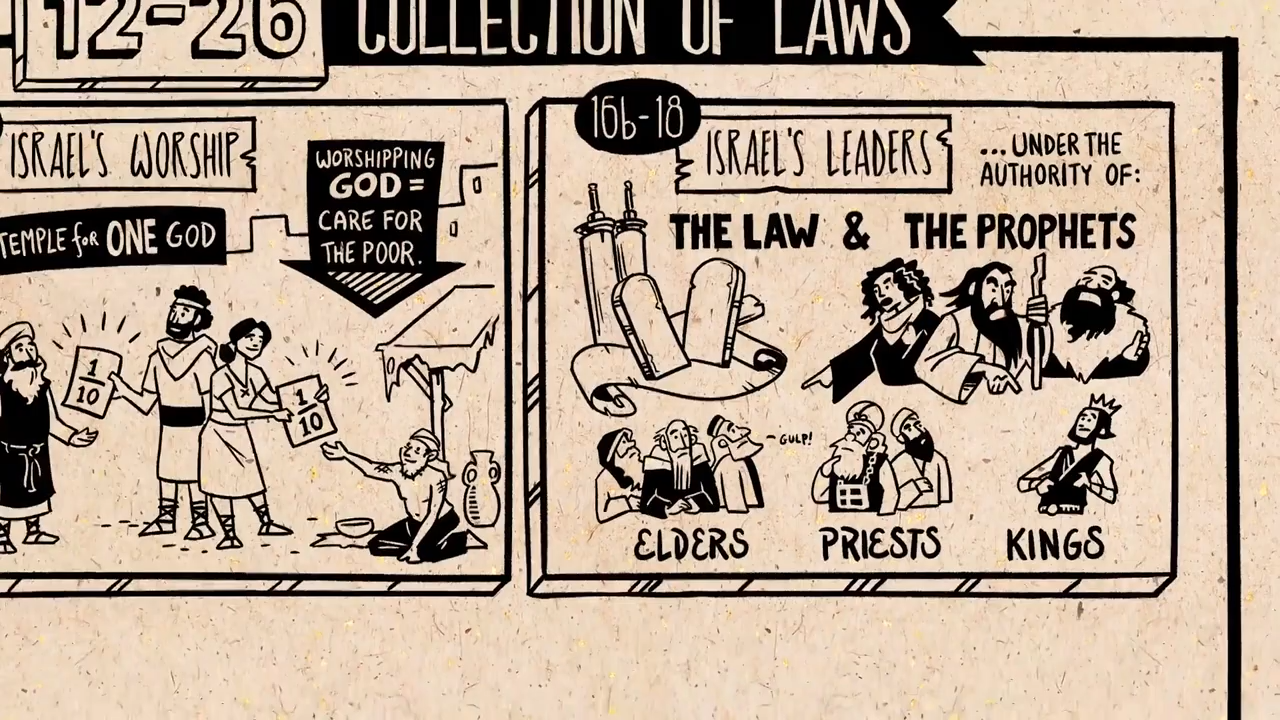 12-26
COLLECTION OF LAWS
ISRAEL'S WORSHIP
TEMPLE for ONE GOD
WORSHIPPING
GOD =
CARE FOR
THE POOR.
1
10
1
10
16b-18
ISRAEL'S LEADERS
...UNDER THE
AUTHORITY OF:
THE LAW & THE PROPHETS
GULP!
ELDERS
PRIESTS
KINGS